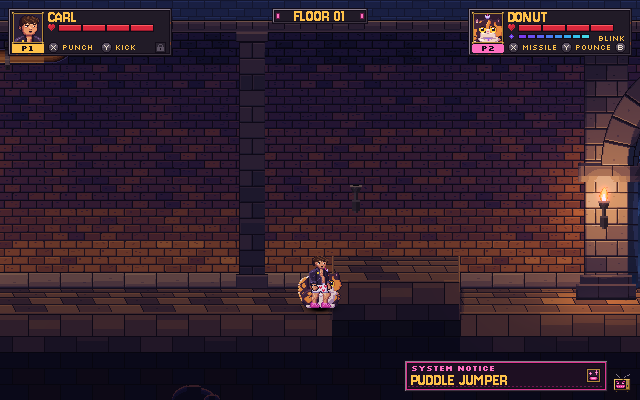 CARL
FLOOR 01
DONUT
P1
X PUNCH Y KICK
BLINK
P2
X MISSILE Y POUNCE B
SYSTEM NOTICE
PUDDLE JUMPER